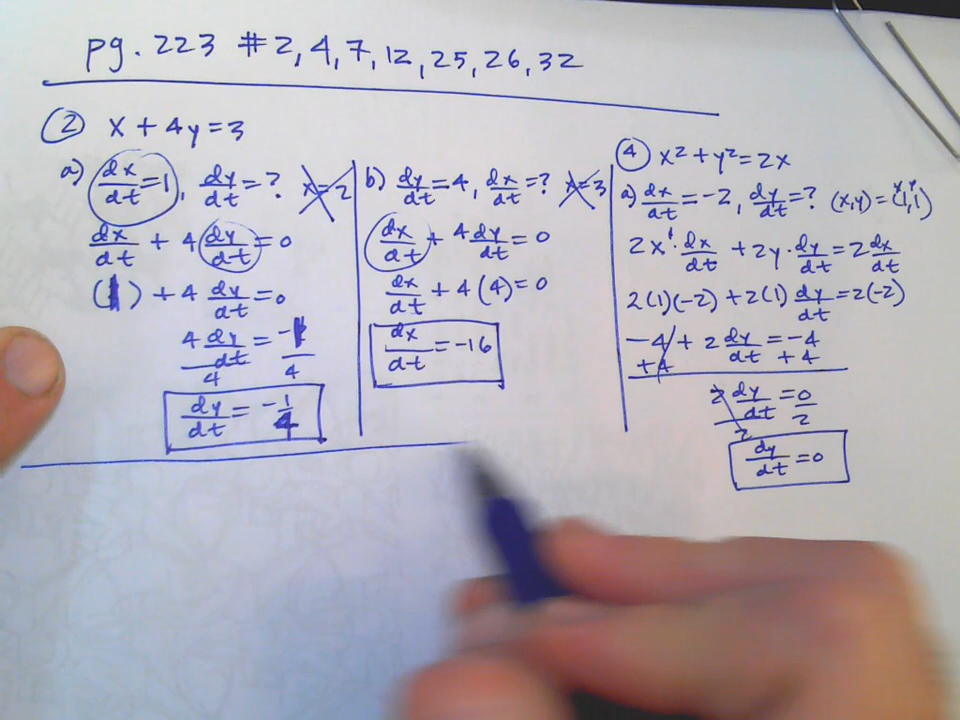 pg. 223 #2, 4, 7, 12, 25, 26, 32
② x + 4y = 3
a) dx/dt = 1, dy/dt = ? x = 2
dx/dt + 4 dy/dt = 0
(1) + 4 dy/dt = 0
4 dy/dt / 4 = -1 / 4
dy/dt = -1/4
b) dy/dt = 4, dx/dt = ? x = 3
dx/dt + 4 dy/dt = 0
dx/dt + 4(4) = 0
dx/dt = -16
④ x² + y² = 2x
a) dx/dt = -2, dy/dt = ? (x,y) = (1,1)
2x¹ · dx/dt + 2y · dy/dt = 2 dx/dt
2(1)(-2) + 2(1) dy/dt = 2(-2)
-4 + 2 dy/dt = -4
+4 +4
2 dy/dt / 2 = 0/2
dy/dt = 0